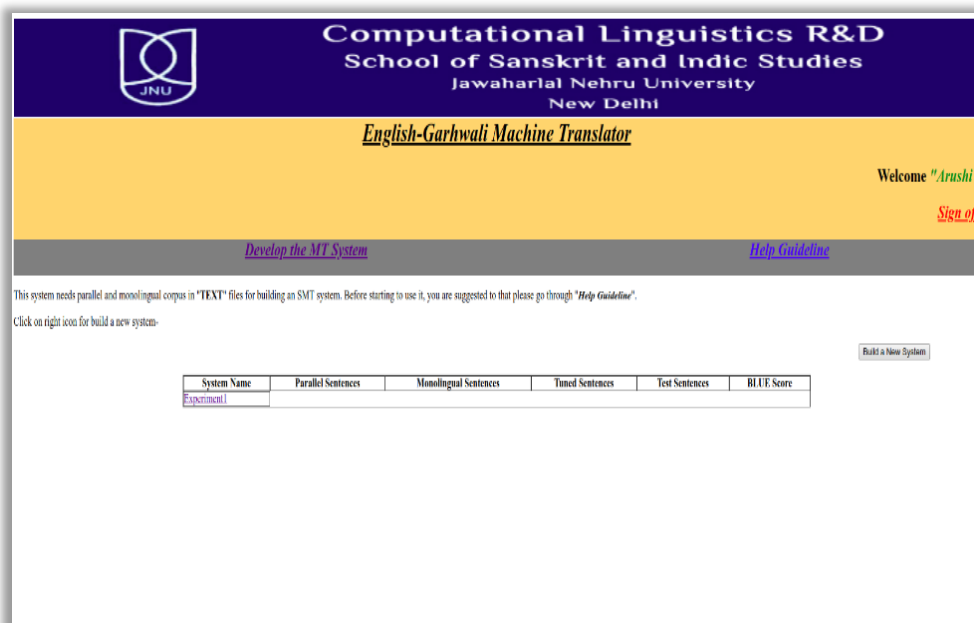 JNU
Computational Linguistics R&D
School of Sanskrit and Indic Studies
Jawaharlal Nehru University
New Delhi
English-Garhwali Machine Translator
Welcome "Arushi
Sign of
Develop the MT System
Help Guideline
This system needs parallel and monolingual corpus in "TEXT" files for building an SMT system. Before starting to use it, you are suggested to that please go through "Help Guideline".
Click on right icon for build a new system-
Build a New System
System Name Parallel Sentences Monolingual Sentences Tuned Sentences Test Sentences BLUE Score
Experiment1